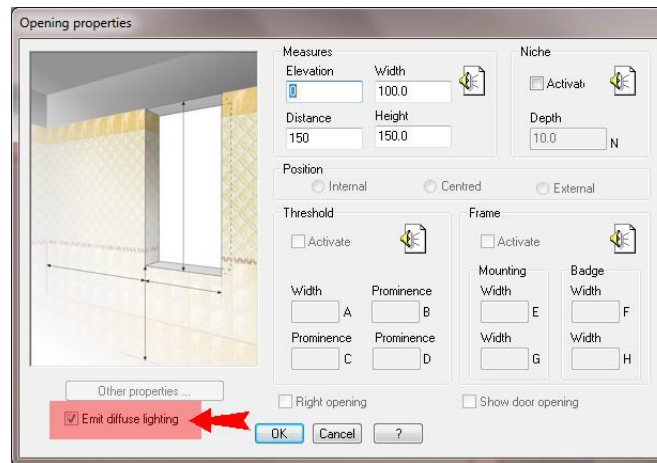 Opening properties
Measures
Elevation Width
0 100.0
Distance Height
150 150.0
Niche
Activat
Depth
10.0 N
Position
Internal Centred External
Threshold
Activate
Width Prominence
A B
Prominence Prominence
C D
Frame
Activate
Mounting Badge
Width Width
E F
Width Width
G H
Other properties ...
Emit diffuse lighting
Right opening Show door opening
OK Cancel ?